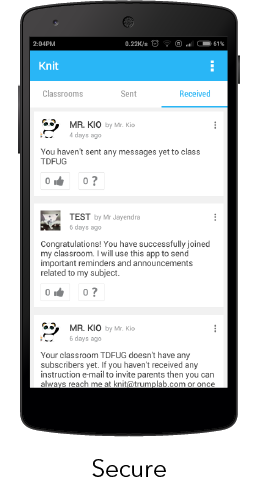 2:04PM 0.22K/s 61%
Knit
Classrooms Sent Received
MR. KIO by Mr. Kio
4 days ago
You haven't sent any messages yet to class
TDFUG
0 0 ?
TEST by Mr Jayendra
6 days ago
Congratulations! You have successfully joined
my classroom. I will use this app to send
important reminders and announcements
related to my subject.
0 0 ?
MR. KIO by Mr. Kio
6 days ago
Your classroom TDFUG doesn't have any
subscribers yet. If you haven't received any
instruction e-mail to invite parents then you can
always reach me at knit@trumplab.com or once
Secure